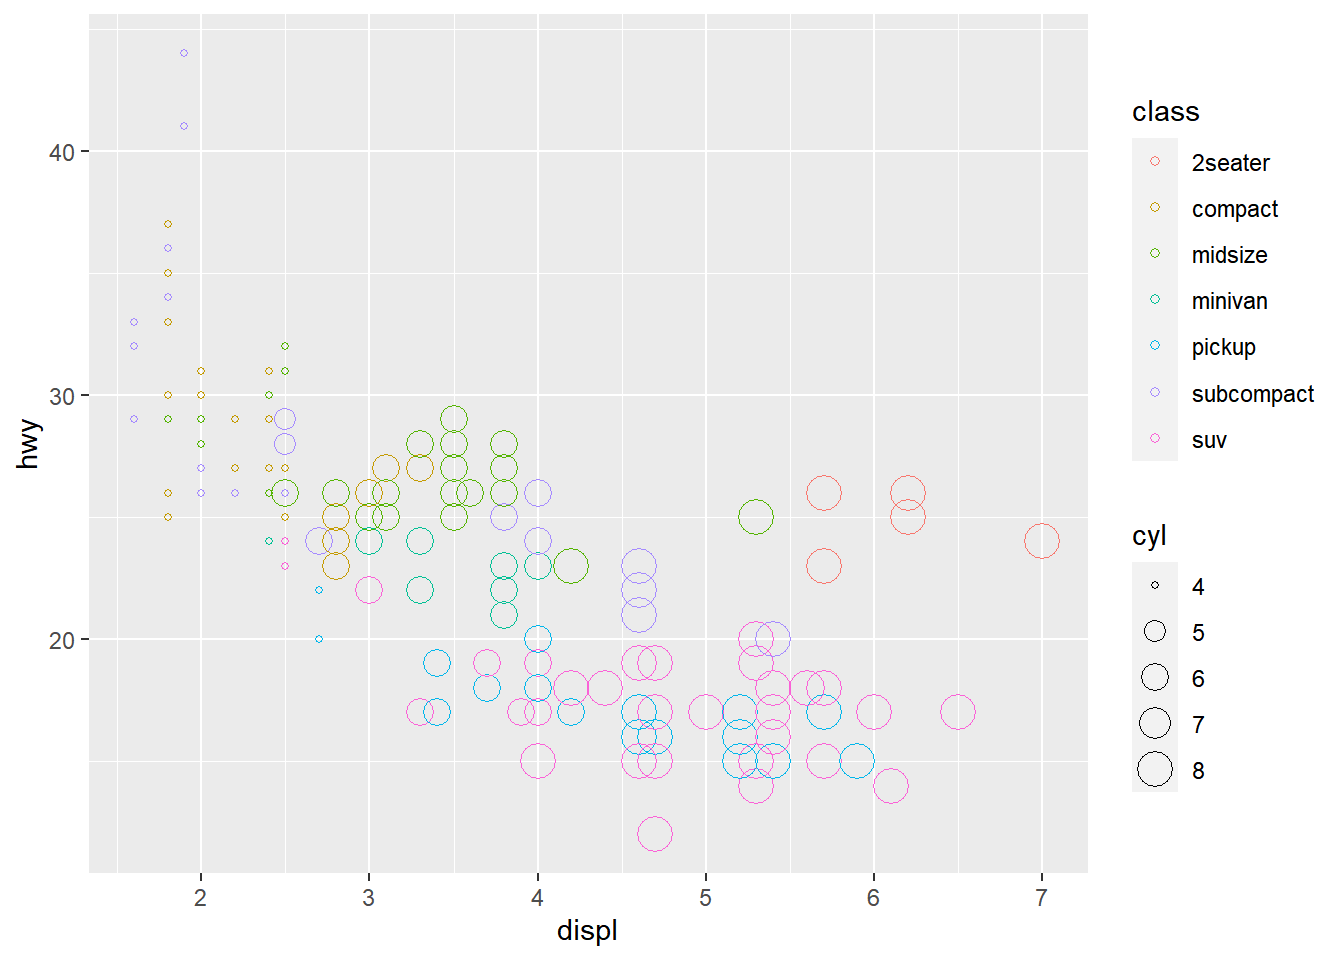 40
30
20
hwy
2
3
4
5
6
7
displ
class
2seater
compact
midsize
minivan
pickup
subcompact
suv
cyl
4
5
6
7
8